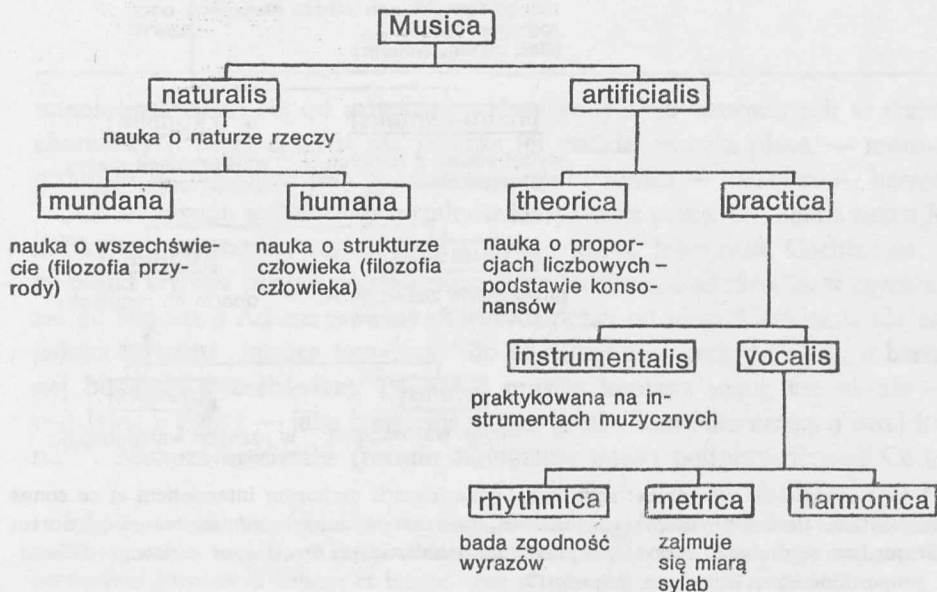 Musica
naturalis
artificialis
nauka o naturze rzeczy
mundana
humana
theorica
practica
nauka o wszechświe-
cie (filozofia przy-
rody)
nauka o strukturze
człowieka (filozofia
człowieka)
nauka o propor-
cjach liczbowych –
podstawie konso-
nansów
instrumentalis
vocalis
praktykowana na in-
strumentach muzycznych
rhythmica
metrica
harmonica
bada zgodność
wyrazów
zajmuje
się miarą
sylab